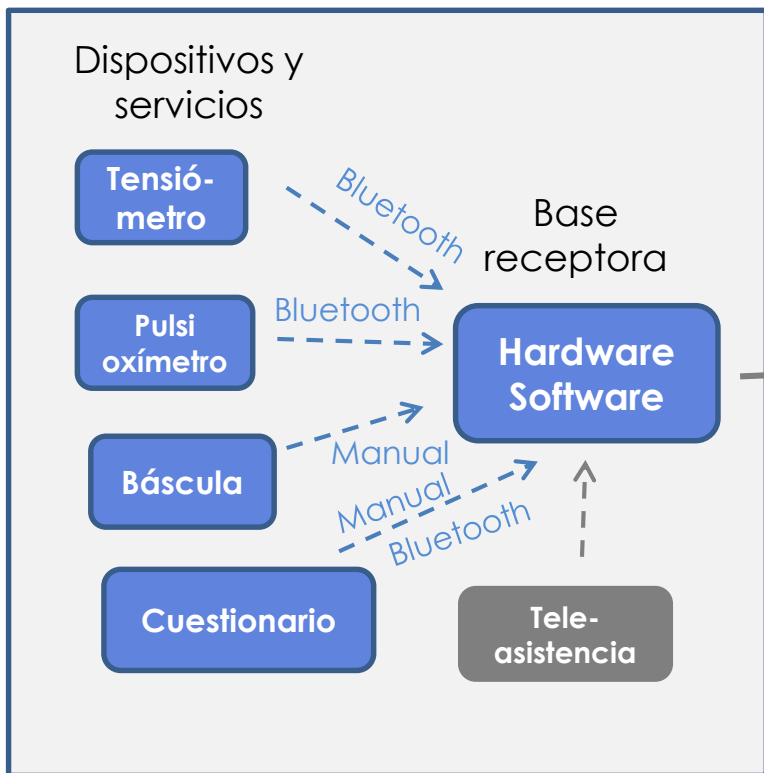 Dispositivos y
servicios
Tensió-
metro
Bluetooth
Base
receptora
Pulsi
oxímetro
Bluetooth
Hardware
Software
Báscula
Manual
Manual
Bluetooth
Cuestionario
Tele-
asistencia